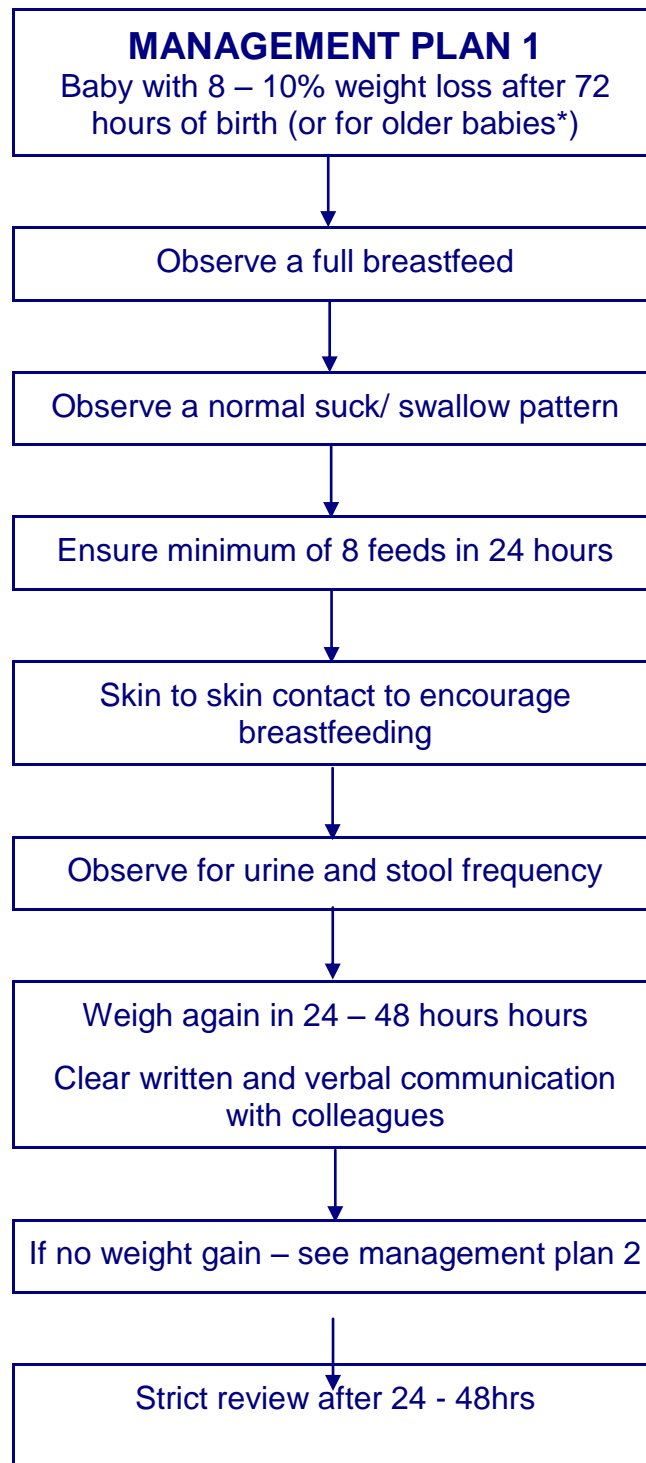 MANAGEMENT PLAN 1
Baby with 8 – 10% weight loss after 72
hours of birth (or for older babies*)
Observe a full breastfeed
Observe a normal suck/ swallow pattern
Ensure minimum of 8 feeds in 24 hours
Skin to skin contact to encourage
breastfeeding
Observe for urine and stool frequency
Weigh again in 24 – 48 hours hours
Clear written and verbal communication
with colleagues
If no weight gain – see management plan 2
Strict review after 24 - 48hrs